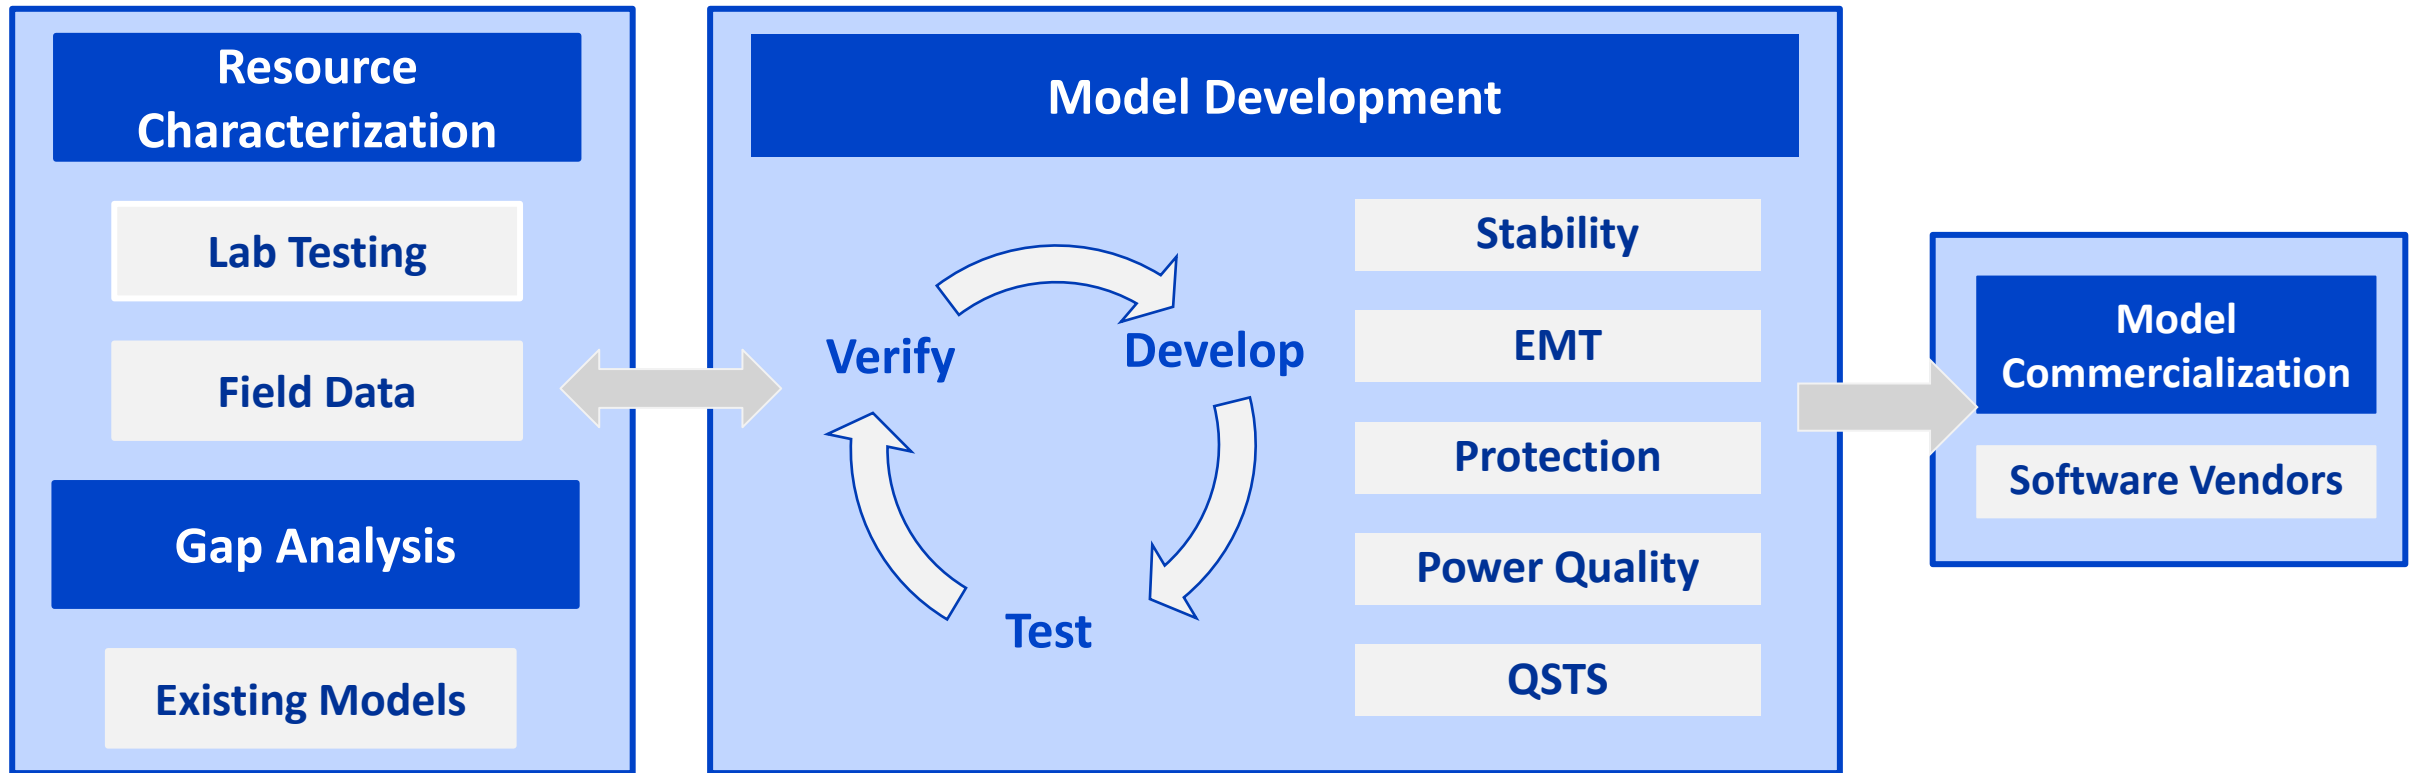 Resource
Characterization
Lab Testing
Field Data
Gap Analysis
Existing Models
Model Development
Verify
Develop
Test
Stability
EMT
Protection
Power Quality
QSTS
Model
Commercialization
Software Vendors